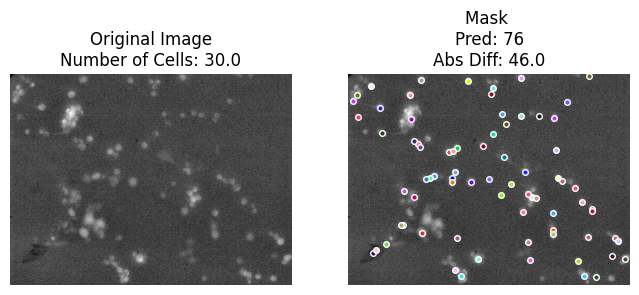 Original Image
Number of Cells: 30.0
Mask
Pred: 76
Abs Diff: 46.0